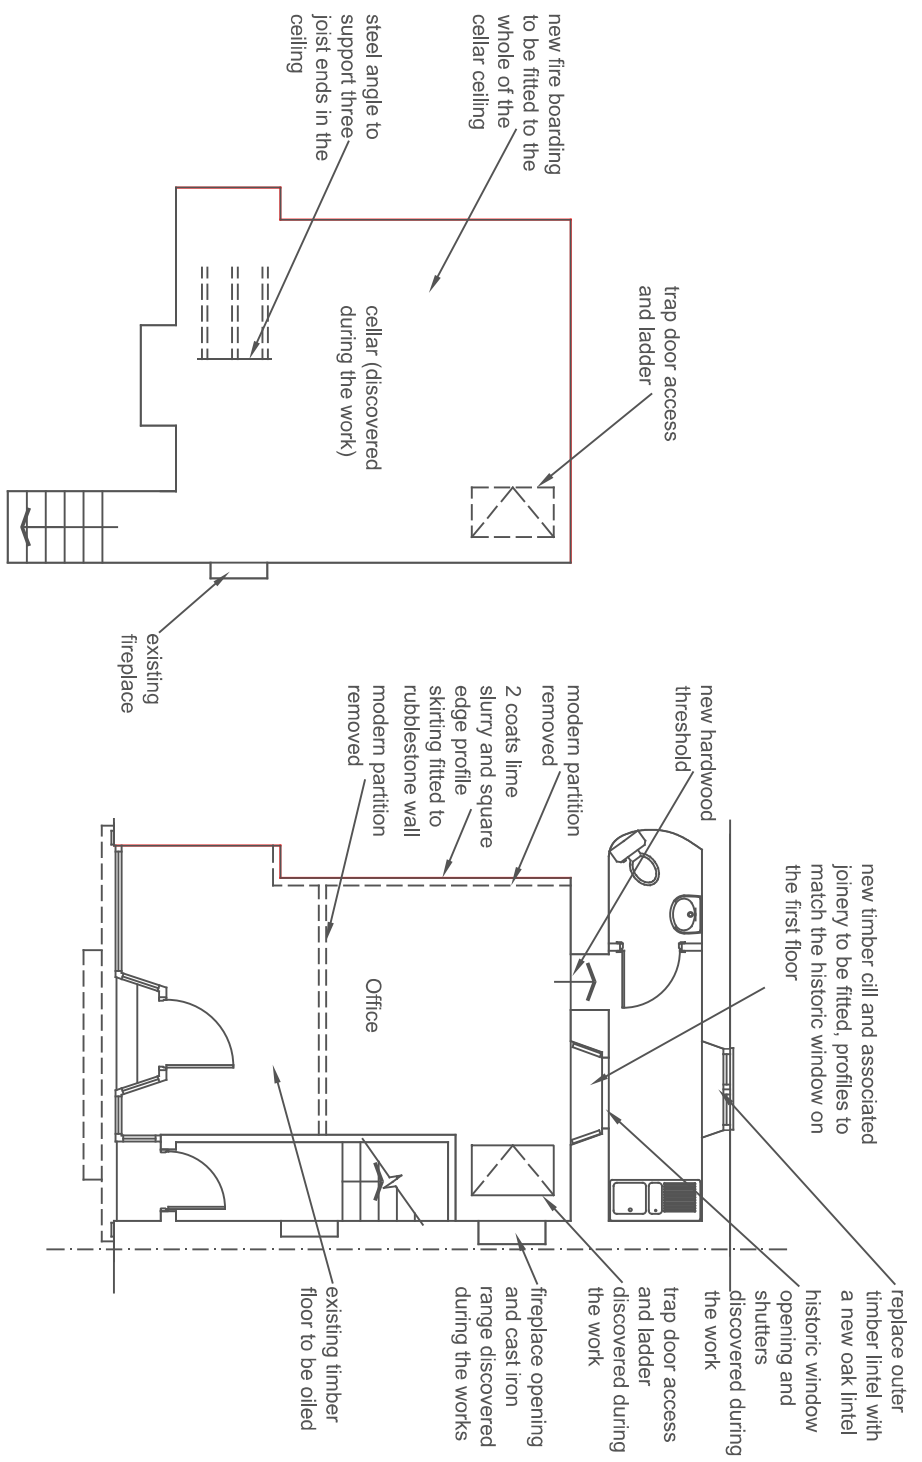 new fire boarding
to be fitted to the
whole of the
cellar ceiling
steel angle to
support three
joist ends in the
ceiling
trap door access
and ladder
cellar (discovered
during the work)
existing
fireplace
new timber cill and associated
joinery to be fitted, profiles to
match the historic window on
the first floor
new hardwood
threshold
modern partition
removed
2 coats lime
slurry and square
edge profile
skirting fitted to
rubblestone wall
modern partition
removed
Office
replace outer
timber lintel with
a new oak lintel
historic window
opening and
shutters
discovered during
the work
trap door access
and ladder
discovered during
the work
fireplace opening
and cast iron
range discovered
during the works
existing timber
floor to be oiled